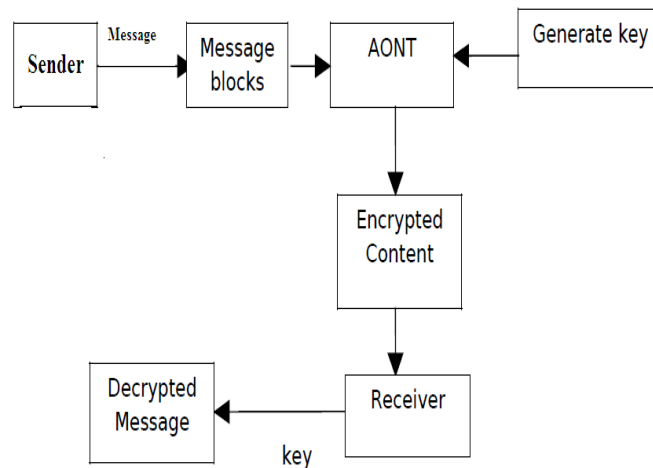 Sender
Message
Message
blocks
AONT
Generate key
Encrypted
Content
Receiver
key
Decrypted
Message